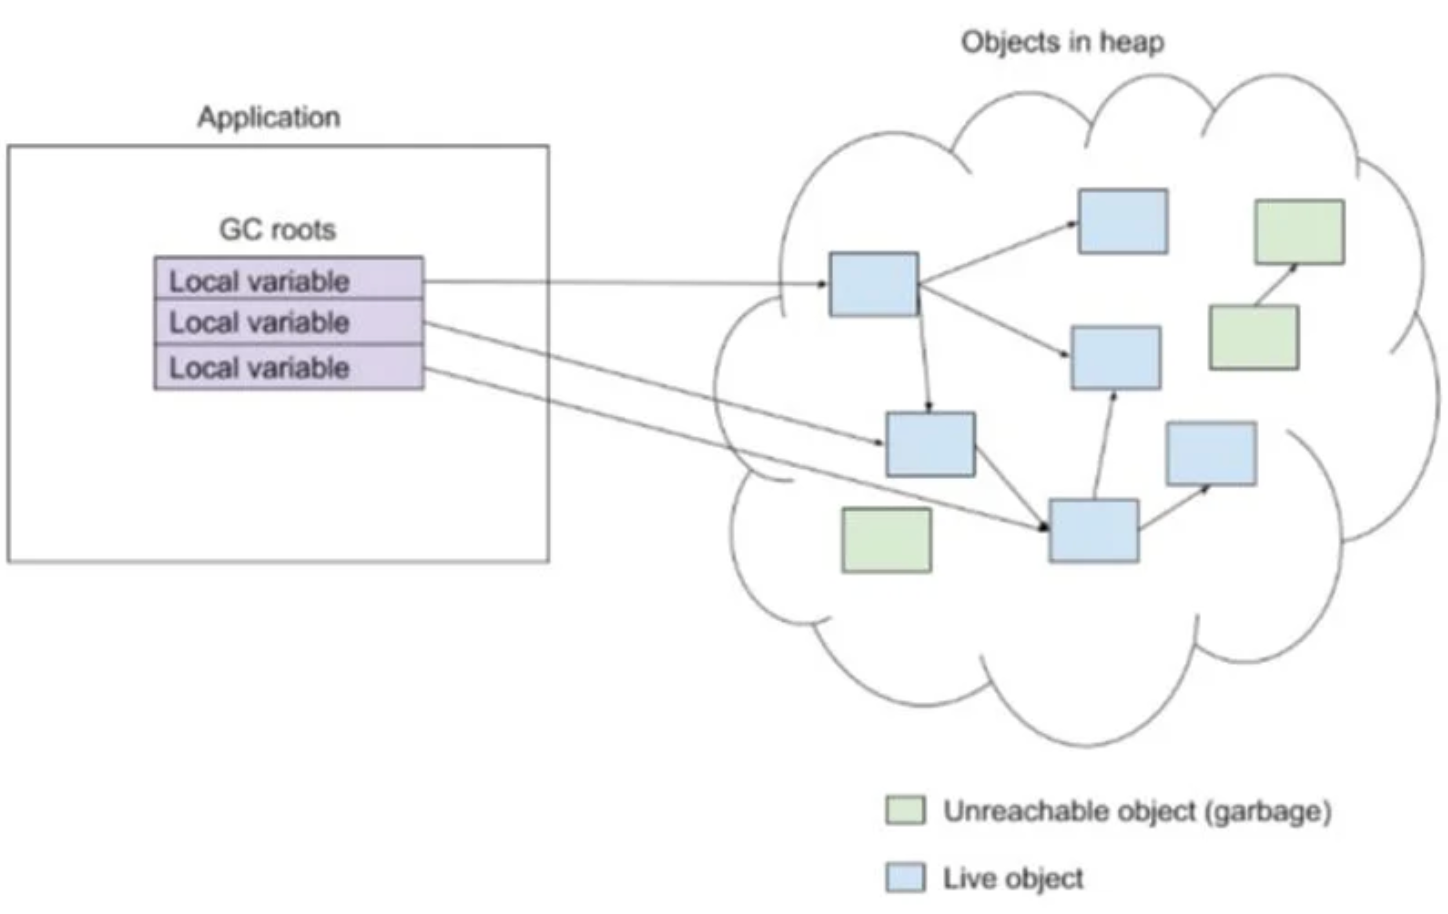 Objects in heap
Application
GC roots
Local variable
Local variable
Local variable
Unreachable object (garbage)
Live object